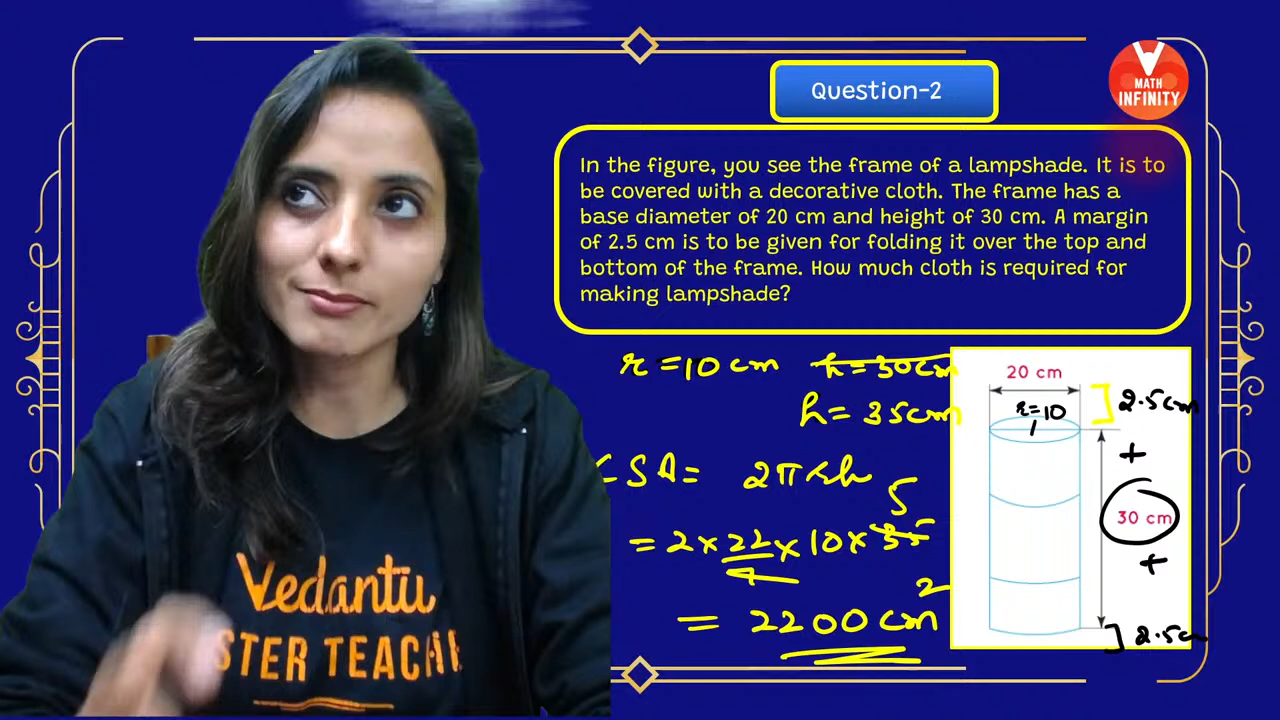 Question-2
MATH
INFINITY
In the figure, you see the frame of a lampshade. It is to
be covered with a decorative cloth. The frame has a
base diameter of 20 cm and height of 30 cm. A margin
of 2.5 cm is to be given for folding it over the top and
bottom of the frame. How much cloth is required for
making lampshade?
r = 10 cm h = 30 cm
h = 35 cm
CSA = 2πrh
5
= 2 × 22 × 10 × 35
= 2200 cm²
20 cm
r = 10
2.5 cm
+
30 cm
+
2.5c
Vedantu
STER TEACHE